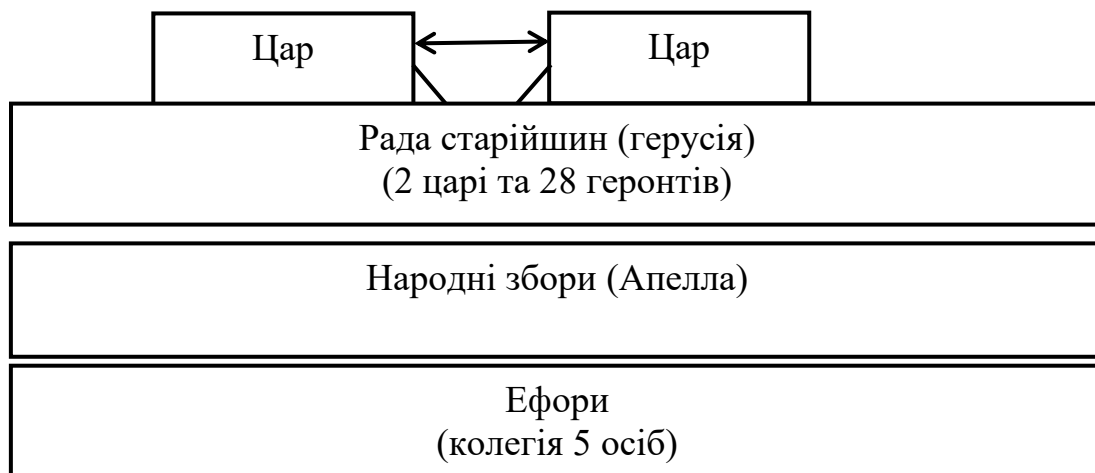 Цар
Цар
Рада старійшин (герусія)
(2 царі та 28 геронтів)
Народні збори (Апелла)
Ефори
(колегія 5 осіб)